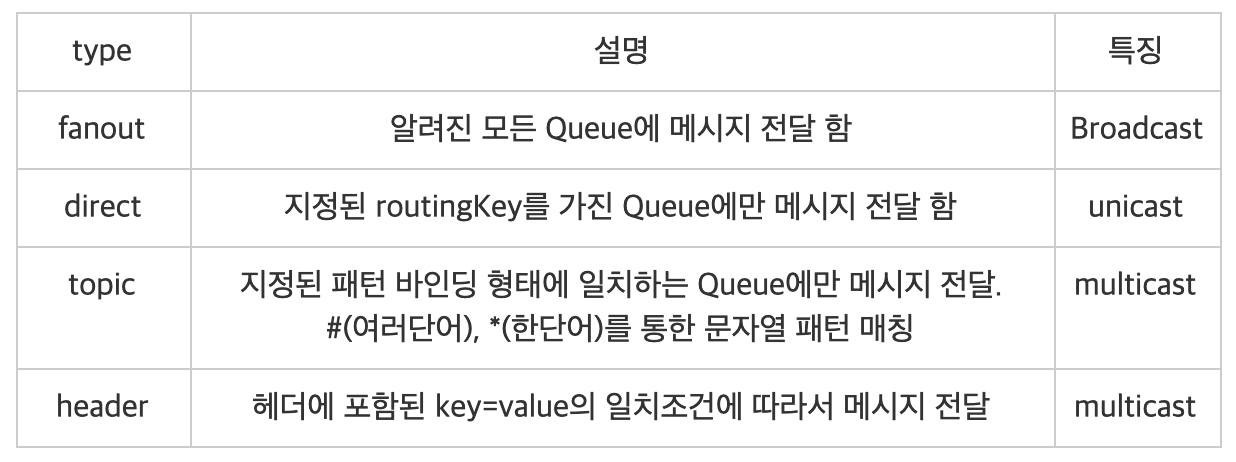 type 설명 특징
fanout 알려진 모든 Queue에 메시지 전달 함 Broadcast
direct 지정된 routingKey를 가진 Queue에만 메시지 전달 함 unicast
topic 지정된 패턴 바인딩 형태에 일치하는 Queue에만 메시지 전달. multicast
#(여러단어), *(한단어)를 통한 문자열 패턴 매칭
header 헤더에 포함된 key=value의 일치조건에 따라서 메시지 전달 multicast